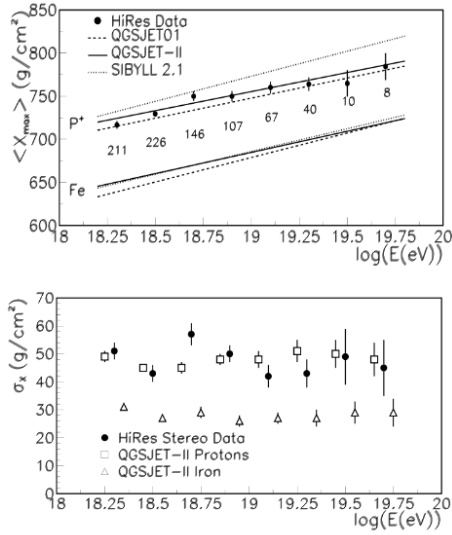 <X_max> (g/cm²)
850
800
750
700
650
600
HiRes Data
QGSJET01
QGSJET-II
SIBYLL 2.1
P⁺
Fe
211 226 146 107 67 40 10 8
18 18.25 18.5 18.75 19 19.25 19.5 19.75 20
log(E(eV))
σ_x (g/cm²)
70
60
50
40
30
20
10
0
HiRes Stereo Data
QGSJET-II Protons
QGSJET-II Iron
18 18.25 18.5 18.75 19 19.25 19.5 19.75 20
log(E(eV))